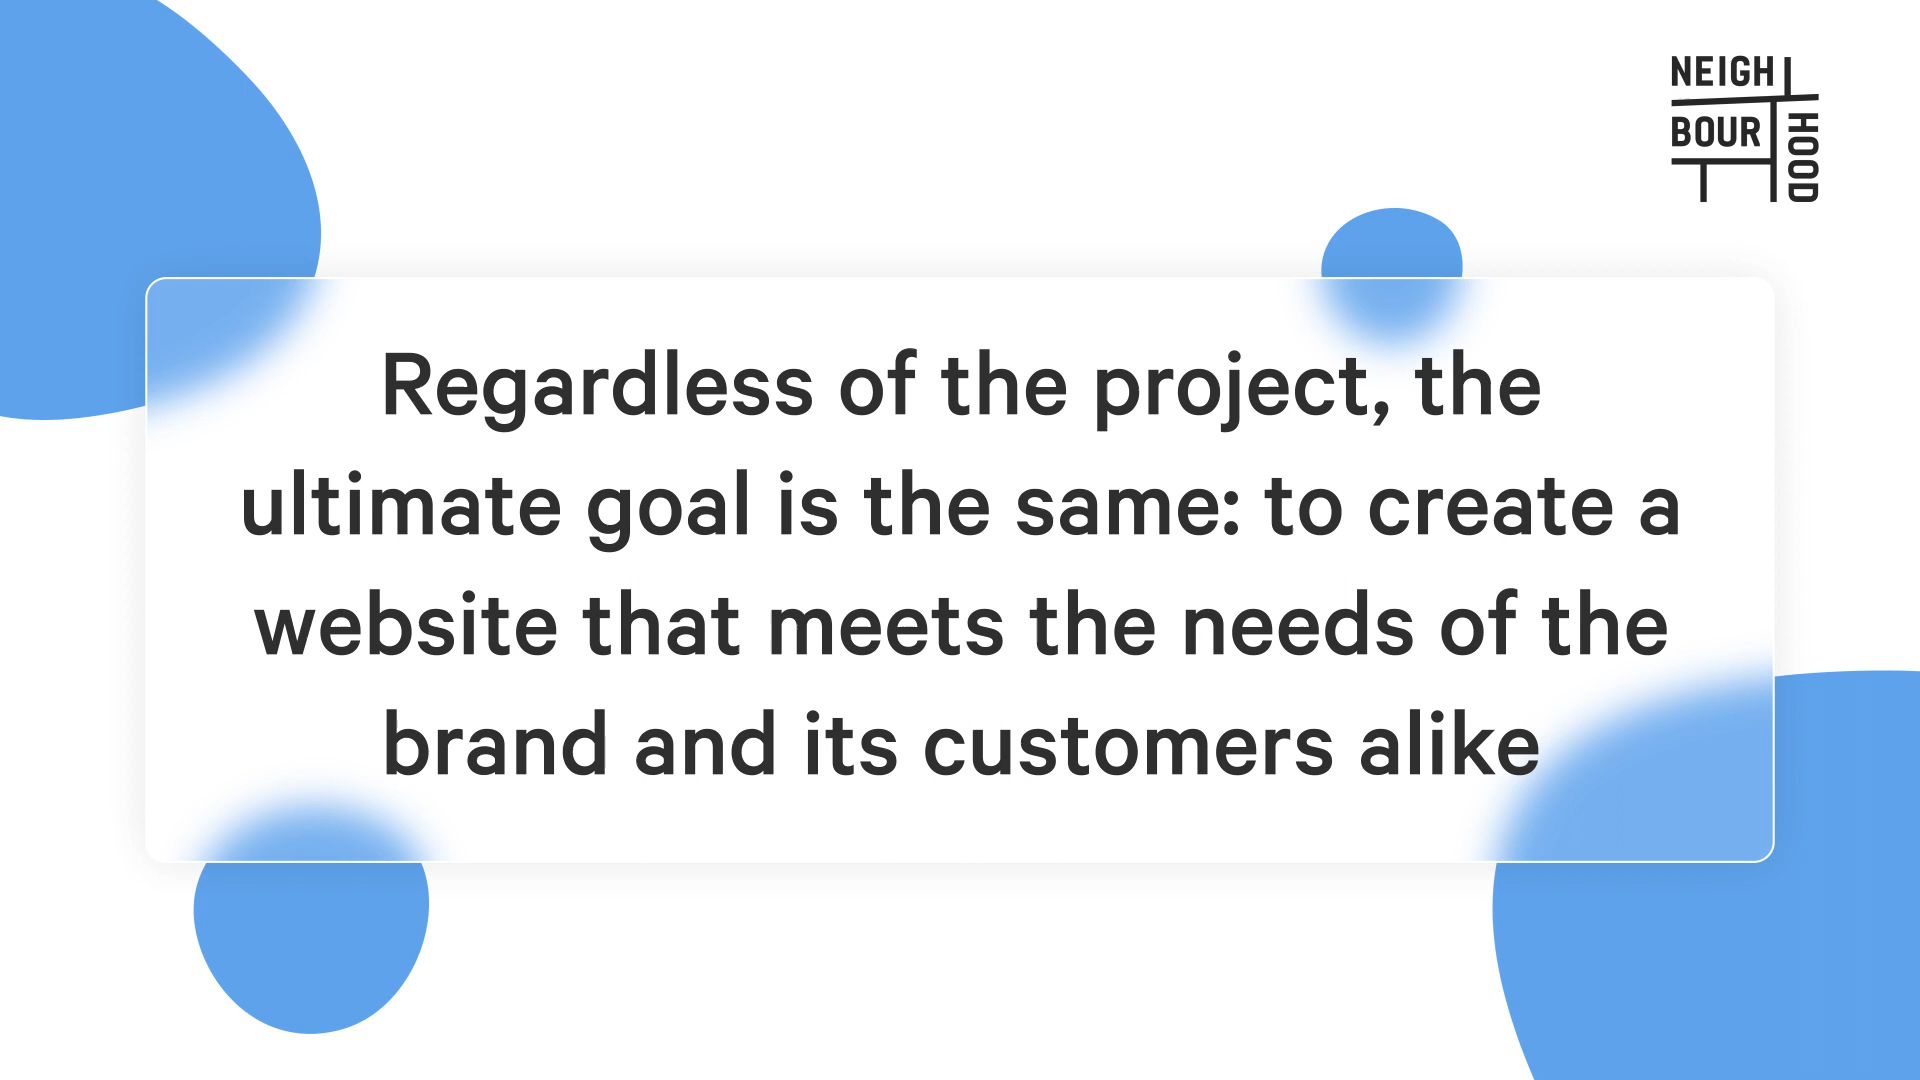 NEIGH
BOUR
HOOD
Regardless of the project, the
ultimate goal is the same: to create a
website that meets the needs of the
brand and its customers alike